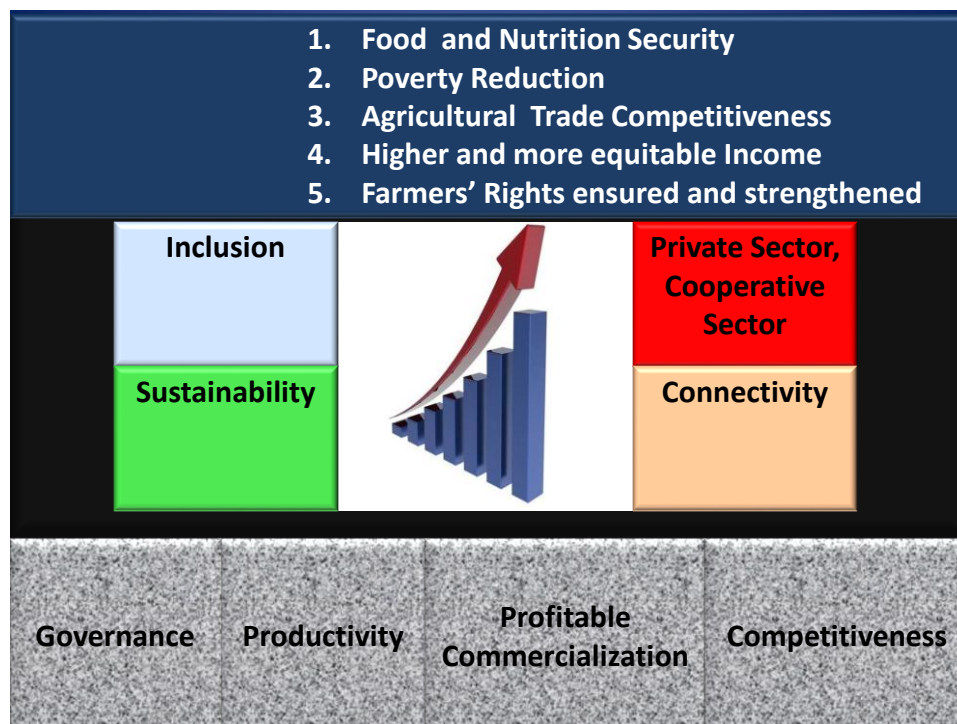 1. Food and Nutrition Security
2. Poverty Reduction
3. Agricultural Trade Competitiveness
4. Higher and more equitable Income
5. Farmers’ Rights ensured and strengthened
Inclusion
Private Sector,
Cooperative
Sector
Sustainability
Connectivity
Governance
Productivity
Profitable
Commercialization
Competitiveness